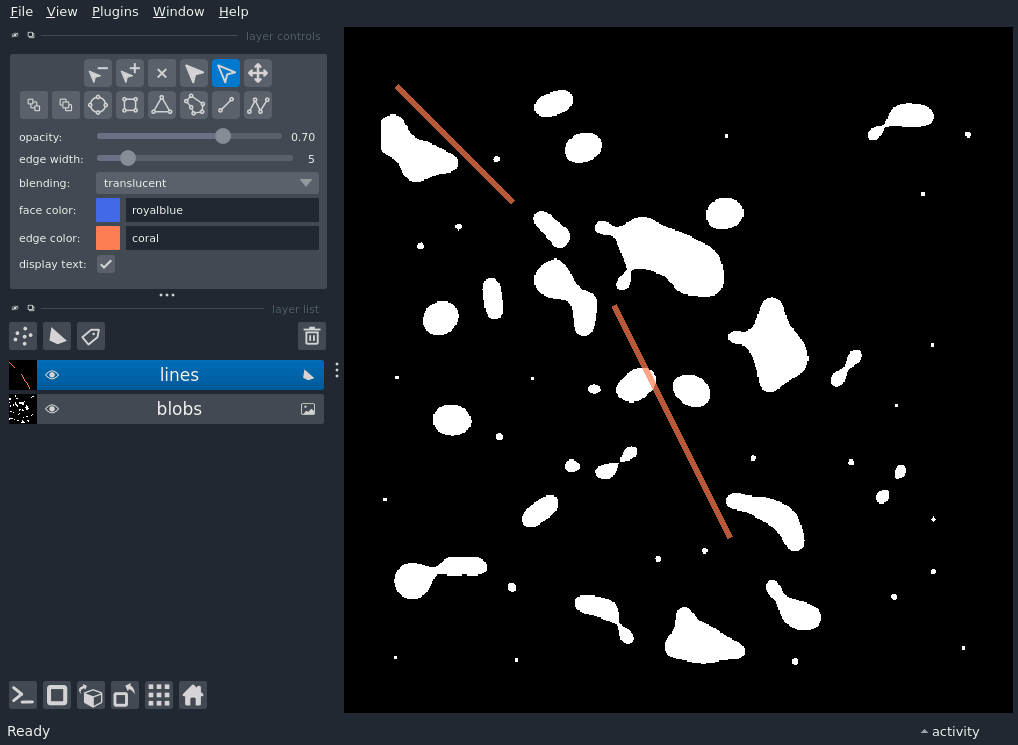 File View Plugins Window Help
layer controls
opacity: 0.70
edge width: 5
blending: translucent
face color: royalblue
edge color: coral
display text:
layer list
lines
blobs
Ready activity